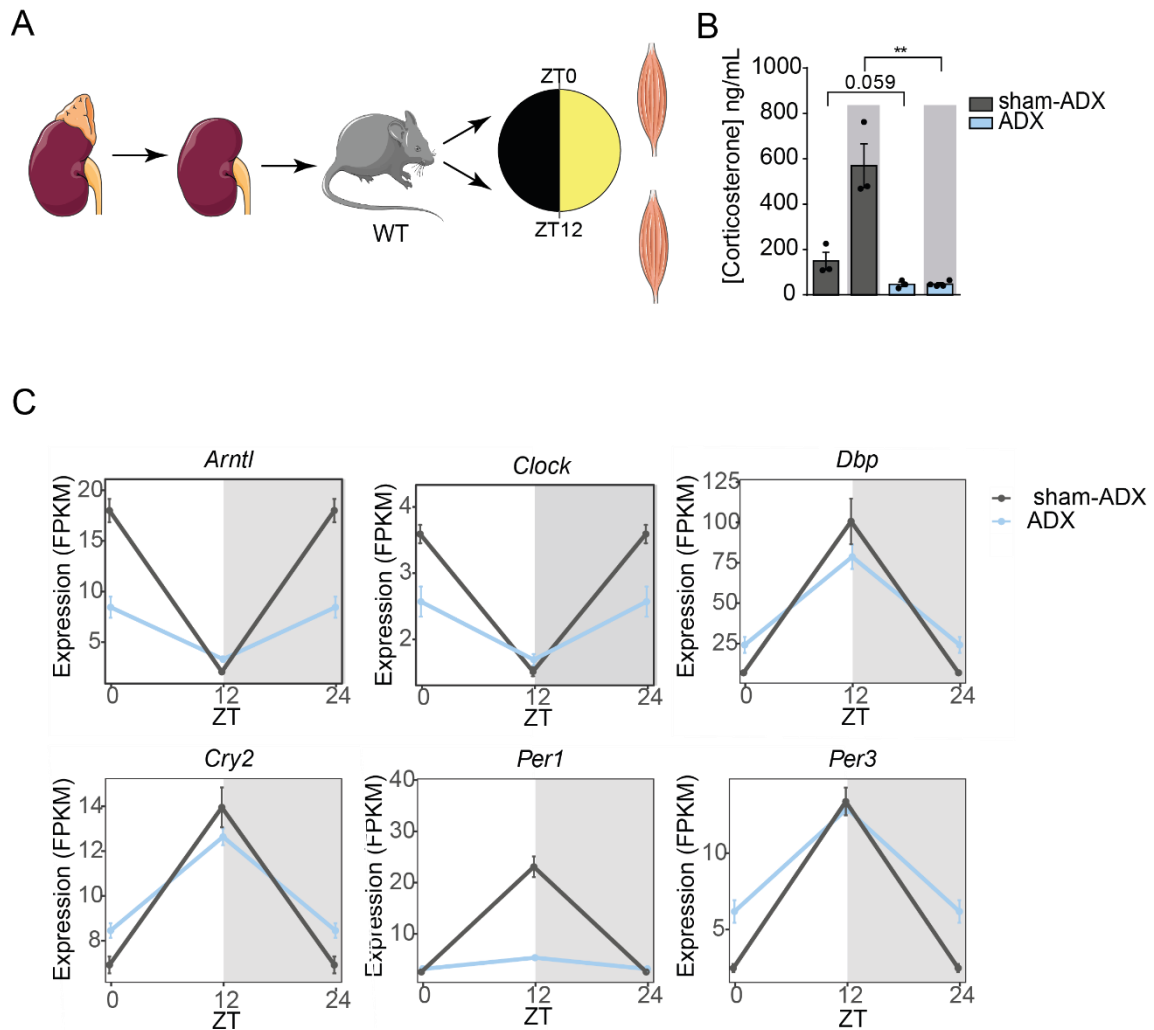 A
ZT0
WT
ZT12
B
[Corticosterone] ng/mL
1000
800
600
400
200
0
0.059
**
sham-ADX
ADX
C
Arntl
Expression (FPKM)
20
15
10
5
0 12 24
ZT
Clock
Expression (FPKM)
4
3
2
0 12 24
ZT
Dbp
Expression (FPKM)
125
100
75
50
25
0 12 24
ZT
sham-ADX
ADX
Cry2
Expression (FPKM)
14
12
10
8
0 12 24
ZT
Per1
Expression (FPKM)
40
30
20
10
0 12 24
ZT
Per3
Expression (FPKM)
10
5
0 12 24
ZT